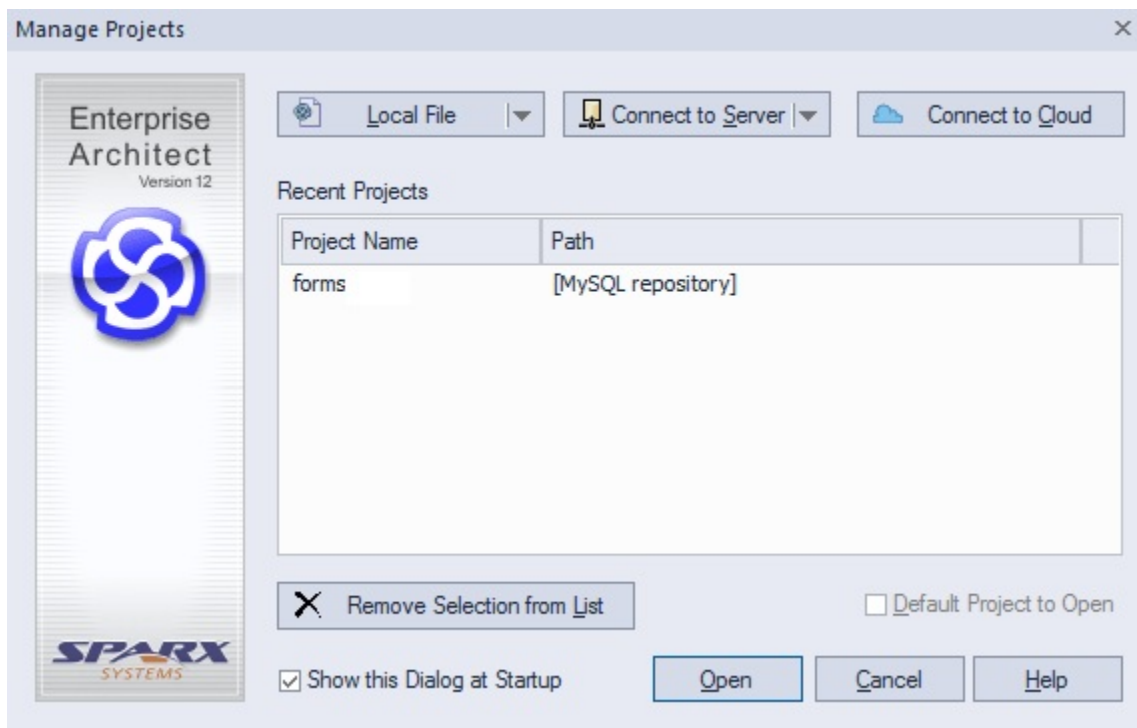 Manage Projects
Enterprise
Architect
Version 12
Local File
Connect to Server
Connect to Cloud
Recent Projects
Project Name
Path
forms
[MySQL repository]
Remove Selection from List
Default Project to Open
SPARX
SYSTEMS
Show this Dialog at Startup
Open
Cancel
Help